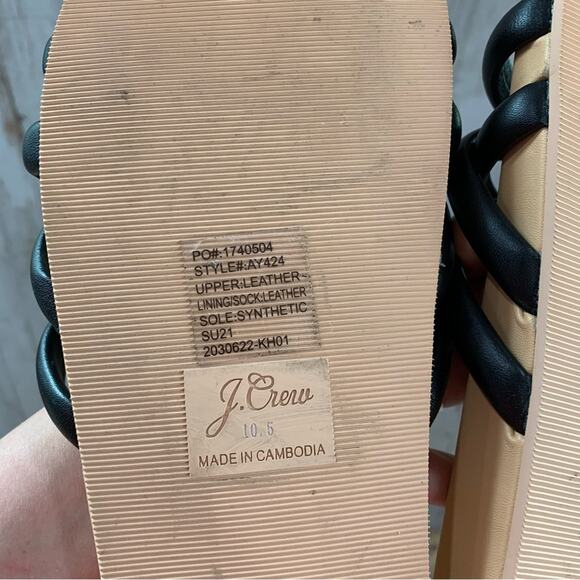 PO#:1740504
STYLE#:AY424
UPPER:LEATHER
LINING/SOCK:LEATHER
SOLE:SYNTHETIC
SU21
2030622-KH01
J.Crew
10.5
MADE IN CAMBODIA